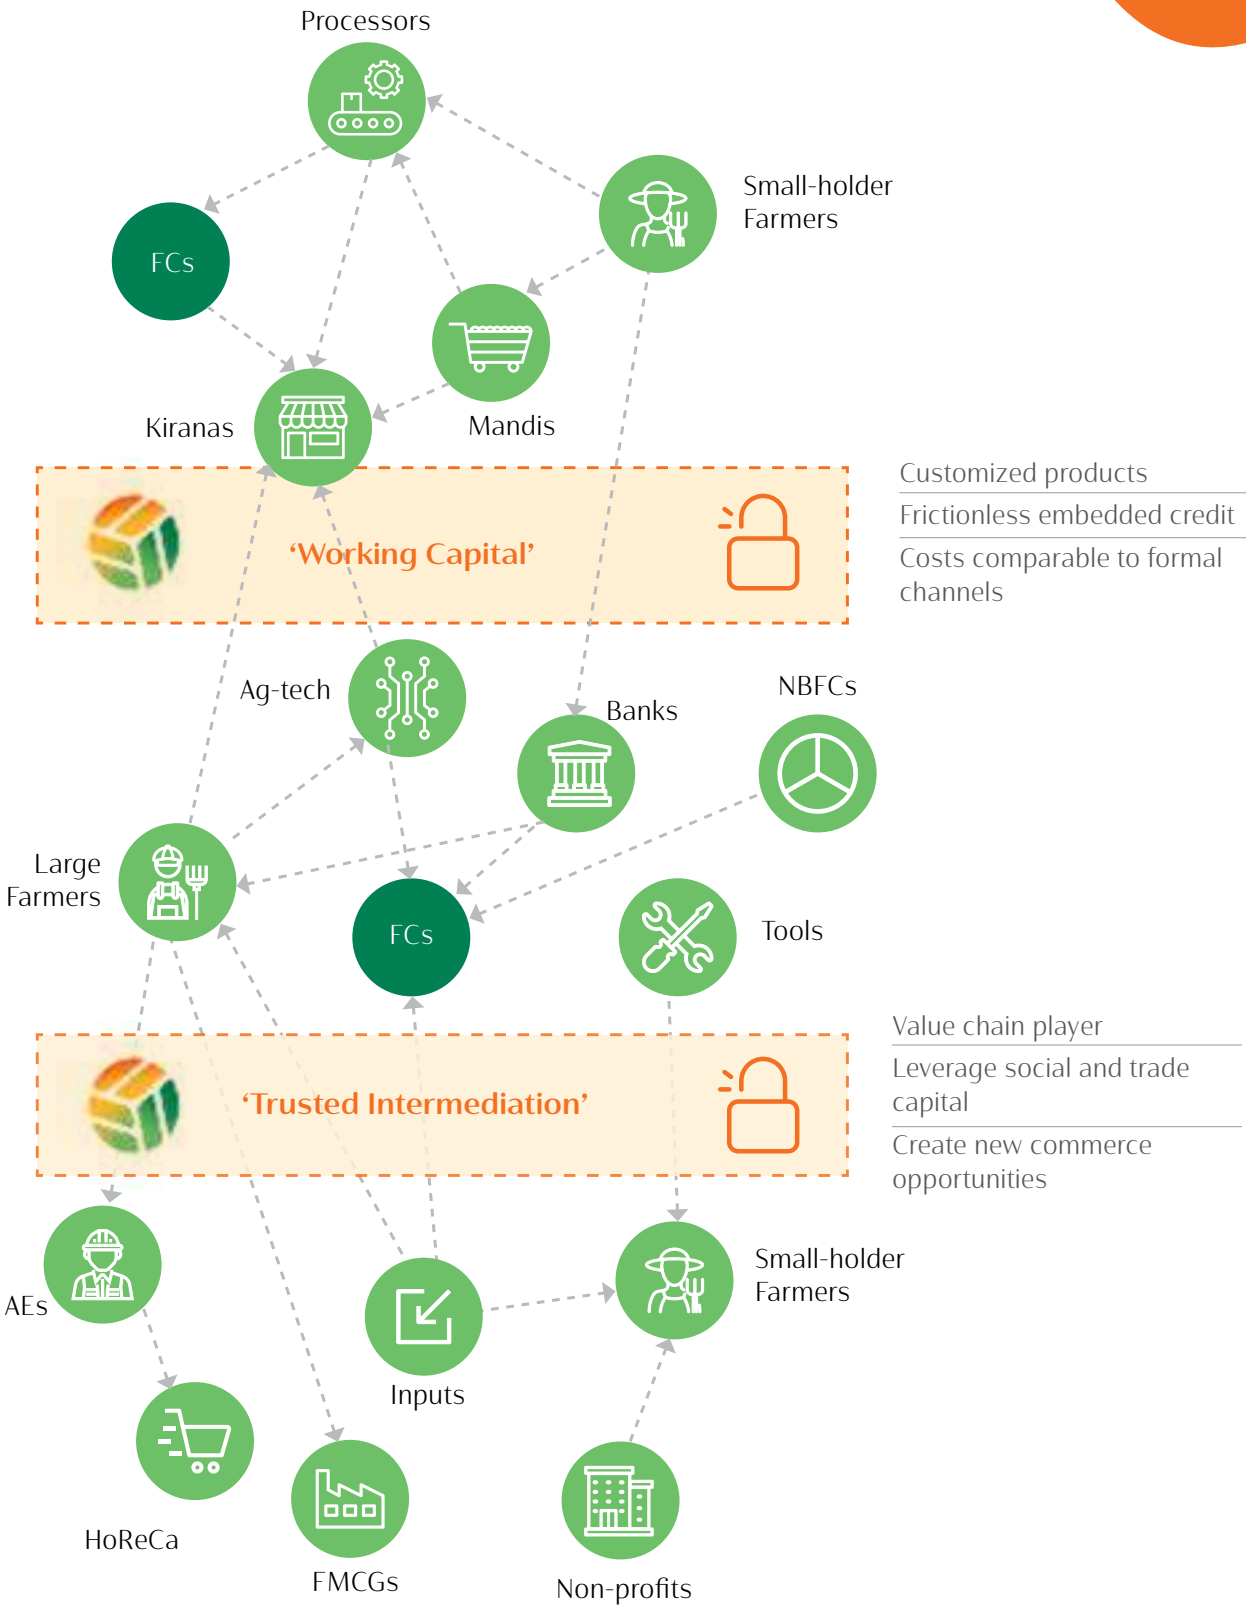 Processors
Small-holder
Farmers
FCs
Kiranas
Mandis
Customized products
Frictionless embedded credit
Costs comparable to formal
channels
‘Working Capital’
Ag-tech
Banks
NBFCs
Large
Farmers
FCs
Tools
Value chain player
Leverage social and trade
capital
Create new commerce
opportunities
‘Trusted Intermediation’
AEs
Small-holder
Farmers
Inputs
HoReCa
FMCGs
Non-profits